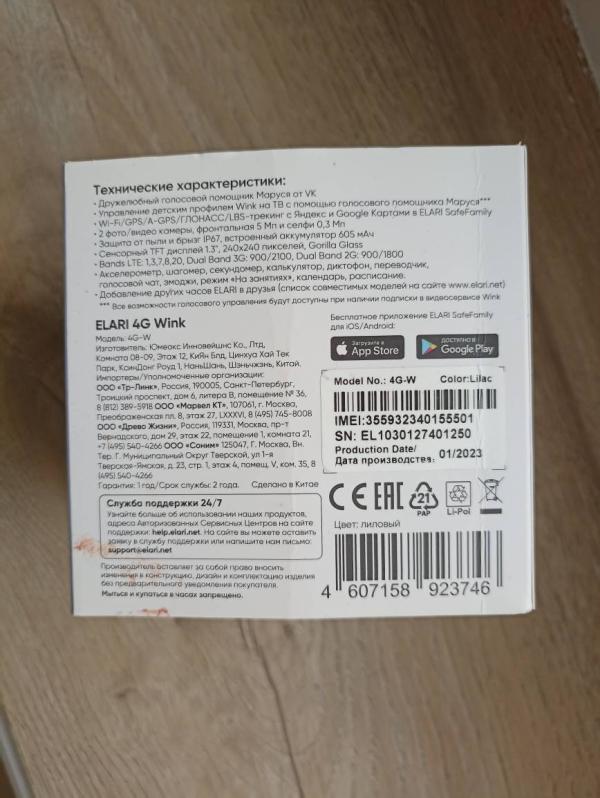 Технические характеристики:
• Дружелюбный голосовой помощник Маруся от VK
• Управление детским профилем Wink на ТВ с помощью голосового помощника Маруся***
• Wi-Fi/GPS/A-GPS/ГЛОНАСС/LBS-трекинг с Яндекс и Google Картами в ELARI SafeFamily
• 2 фото/видео камеры, фронтальная 5 Мп и селфи 0,3 Мп
• Защита от пыли и брызг IP67, встроенный аккумулятор 605 мАч
• Сенсорный TFT дисплей 1.3", 240x240 пикселей, Gorilla Glass
• Bands LTE: 1,3,7,8,20, Dual Band 3G: 900/2100, Dual Band 2G: 900/1800
• Акселерометр, шагомер, секундомер, калькулятор, диктофон, переводчик,
голосовой чат, эмоджи, режим «На занятиях», календарь, расписание.
• Добавление других часов ELARI в друзья (список совместимых моделей на сайте www.elari.net)
*** Все возможности голосового управления будут доступны при наличии подписки в видеосервисе Wink
ELARI 4G Wink
Модель: 4G-W
Изготовитель: Юмеокс Инновейшнс Ко., Лтд,
Комната 08-09, Этаж 12, КиЙн Блд, Цинхуа Хай Тек
Парк, КоинДонг Роуд 1, НаньШань, Шэньчжэнь, Китай.
Импортеры/Уполномоченные организации:
ООО «Тр-Линк», Россия, 190005, Санкт-Петербург,
Троицкий проспект, дом 6, литера В, помещение № 36,
8 (812) 389-5918 ООО «Марвел КТ», 107061, г. Москва,
Преображенская пл. 8, этаж 27, LXXXVI, 8 (495) 745-8008
ООО «Древо Жизни», Россия, 119331, Москва, пр-т
Вернадского, дом 29, этаж 22, помещение 1, комната 21,
+7 (495) 540-4266 ООО «Соним» 125047, Г. Москва, Вн.
Тер. Г. Муниципальный Округ Тверской, ул 1-я
Тверская-Ямская, д. 23, стр. 1, этаж 4, помещ. V, ком. 35, 8
(495) 540-4266
Гарантия: 1 год/Срок службы: 2 года. Сделано в Китае
Служба поддержки 24/7
Узнайте больше об использовании наших продуктов,
адреса Авторизованных Сервисных Центров на сайте
поддержки: help.elari.net. На сайте вы можете оставить
заявку в службу поддержки или напишите нам письмо:
support@elari.net
Производитель оставляет за собой право вносить
изменения в конструкцию, дизайн и комплектацию изделия
без предварительного уведомления покупателя.
Мыться и купаться в часах запрещено.
Бесплатное приложение ELARI SafeFamily
для iOS/Android:
Загрузите в
App Store
ДОСТУПНО В
Google Play
Model No.: 4G-W Color:Lilac
IMEI:355932340155501
SN: EL1030127401250
Production Date/
Дата производства: 01/2023
CE EAC 21
PAP
Li-Pol
Цвет: лиловый
4 607158 923746